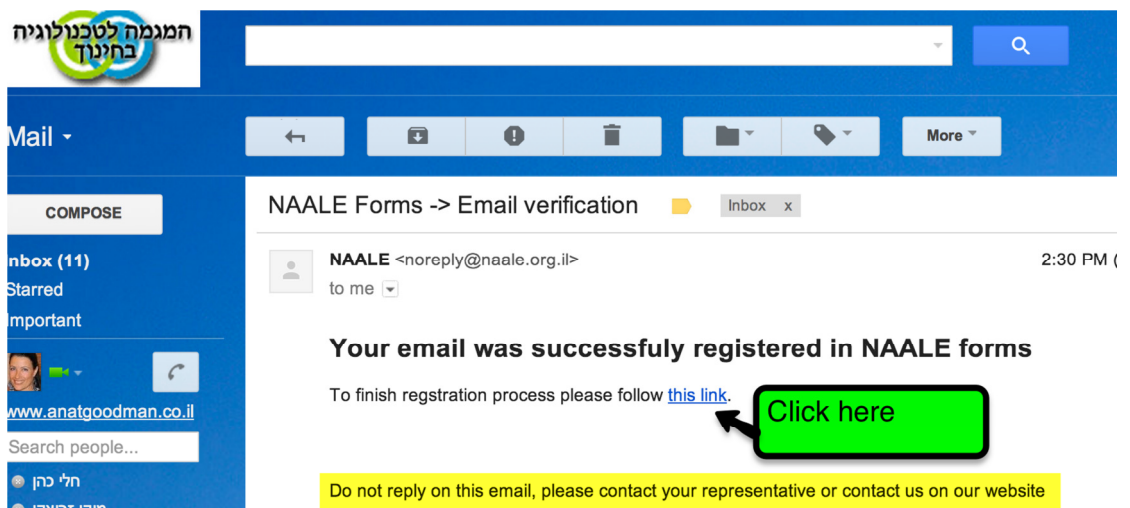 המגמה לטכנולוגיה
בחינוך
Mail
More
COMPOSE
NAALE Forms -> Email verification
Inbox x
nbox (11)
Starred
mportant
NAALE <noreply@naale.org.il>
2:30 PM (
to me
Your email was successfuly registered in NAALE forms
To finish regstration process please follow this link.
Click here
www.anatgoodman.co.il
Search people...
חלי כהן
Do not reply on this email, please contact your representative or contact us on our website